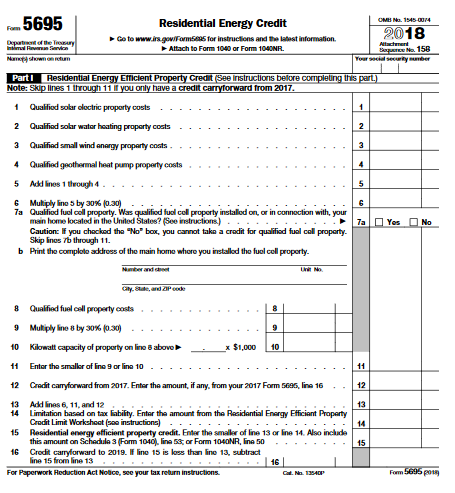 Form 5695
Department of the Treasury
Internal Revenue Service
Residential Energy Credit
▶ Go to www.irs.gov/Form5695 for instructions and the latest information.
▶ Attach to Form 1040 or Form 1040NR.
OMB No. 1545-0074
2018
Attachment
Sequence No. 158
Name(s) shown on return
Your social security number
Part I Residential Energy Efficient Property Credit (See instructions before completing this part.)
Note: Skip lines 1 through 11 if you only have a credit carryforward from 2017.
1 Qualified solar electric property costs . . . . . . . . . . . . . . 1
2 Qualified solar water heating property costs . . . . . . . . . . . . 2
3 Qualified small wind energy property costs . . . . . . . . . . . . 3
4 Qualified geothermal heat pump property costs . . . . . . . . . . . 4
5 Add lines 1 through 4 . . . . . . . . . . . . . . . . . . 5
6 Multiply line 5 by 30% (0.30) . . . . . . . . . . . . . . . . 6
7a Qualified fuel cell property. Was qualified fuel cell property installed on, or in connection with, your
main home located in the United States? (See instructions.) . . . . . . . . . ▶ 7a Yes No
Caution: If you checked the "No" box, you cannot take a credit for qualified fuel cell property.
Skip lines 7b through 11.
b Print the complete address of the main home where you installed the fuel cell property.
Number and street Unit No.
City, State, and ZIP code
8 Qualified fuel cell property costs . . . . . . . . 8
9 Multiply line 8 by 30% (0.30) . . . . . . . . . 9
10 Kilowatt capacity of property on line 8 above ▶ . x $1,000 10
11 Enter the smaller of line 9 or line 10 . . . . . . . . . . . . . . 11
12 Credit carryforward from 2017. Enter the amount, if any, from your 2017 Form 5695, line 16 . . 12
13 Add lines 6, 11, and 12 . . . . . . . . . . . . . . . . . 13
14 Limitation based on tax liability. Enter the amount from the Residential Energy Efficient Property
Credit Limit Worksheet (see instructions) . . . . . . . . . . . . . 14
15 Residential energy efficient property credit. Enter the smaller of line 13 or line 14. Also include
this amount on Schedule 3 (Form 1040), line 53; or Form 1040NR, line 50 . . . . . . . 15
16 Credit carryforward to 2019. If line 15 is less than line 13, subtract
line 15 from line 13 . . . . . . . . . . . . 16
For Paperwork Reduction Act Notice, see your tax return instructions. Cat. No. 13540P Form 5695 (2018)